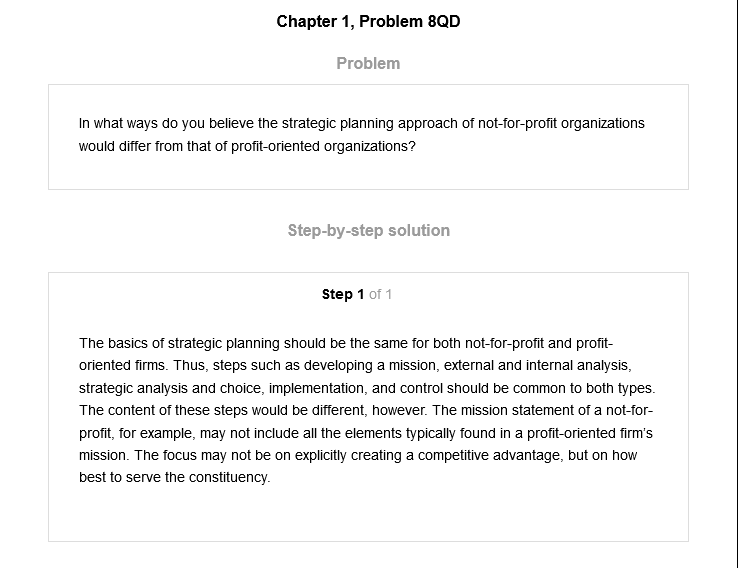 Chapter 1, Problem 8QD
Problem
In what ways do you believe the strategic planning approach of not-for-profit organizations
would differ from that of profit-oriented organizations?
Step-by-step solution
Step 1 of 1
The basics of strategic planning should be the same for both not-for-profit and profit-
oriented firms. Thus, steps such as developing a mission, external and internal analysis,
strategic analysis and choice, implementation, and control should be common to both types.
The content of these steps would be different, however. The mission statement of a not-for-
profit, for example, may not include all the elements typically found in a profit-oriented firm's
mission. The focus may not be on explicitly creating a competitive advantage, but on how
best to serve the constituency.